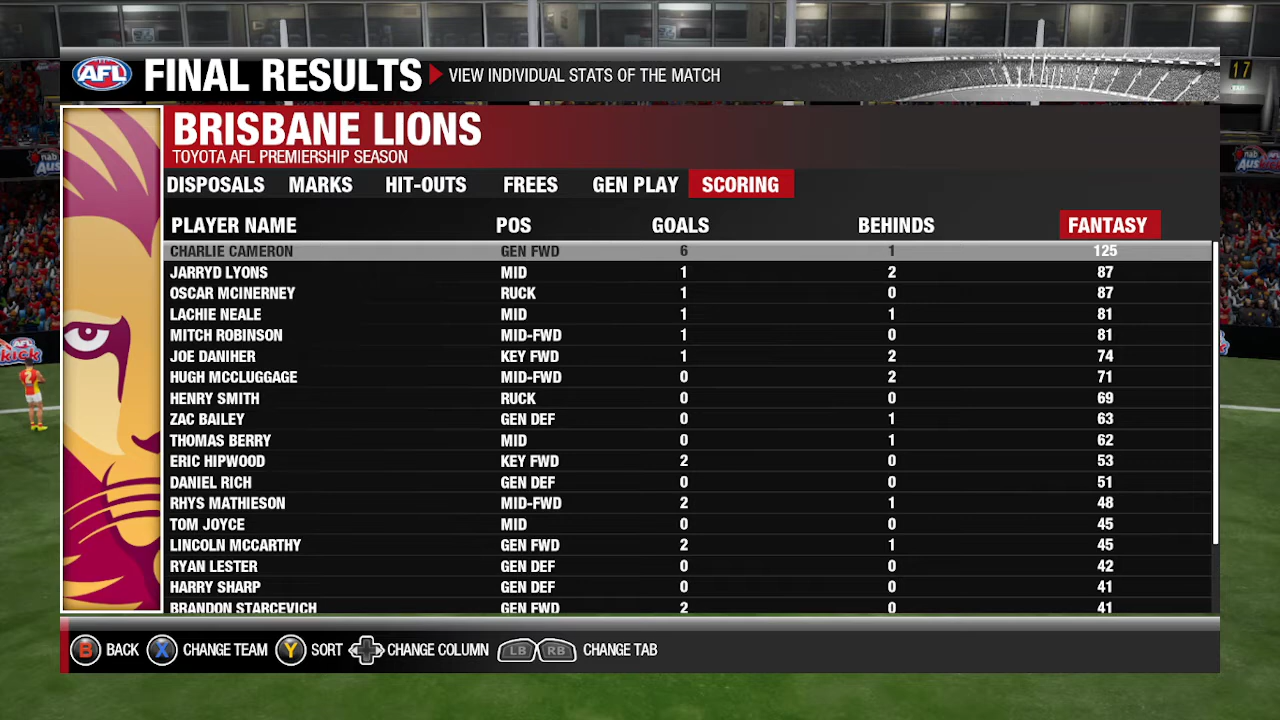 AFL FINAL RESULTS VIEW INDIVIDUAL STATS OF THE MATCH
17
BRISBANE LIONS
TOYOTA AFL PREMIERSHIP SEASON
DISPOSALS MARKS HIT-OUTS FREES GEN PLAY SCORING
PLAYER NAME POS GOALS BEHINDS FANTASY
CHARLIE CAMERON GEN FWD 6 1 125
JARRYD LYONS MID 1 2 87
OSCAR MCINERNEY RUCK 1 0 87
LACHIE NEALE MID 1 1 81
MITCH ROBINSON MID-FWD 1 0 81
JOE DANIHER KEY FWD 1 2 74
HUGH MCCLUGGAGE MID-FWD 0 2 71
HENRY SMITH RUCK 0 0 69
ZAC BAILEY GEN DEF 0 1 63
THOMAS BERRY MID 0 1 62
ERIC HIPWOOD KEY FWD 2 0 53
DANIEL RICH GEN DEF 0 0 51
RHYS MATHIESON MID-FWD 2 1 48
TOM JOYCE MID 0 0 45
LINCOLN MCCARTHY GEN FWD 2 1 45
RYAN LESTER GEN DEF 0 0 42
HARRY SHARP GEN DEF 0 0 41
BRANDON STARCEVICH GEN FWD 2 0 41
B BACK X CHANGE TEAM Y SORT CHANGE COLUMN LB RB CHANGE TAB